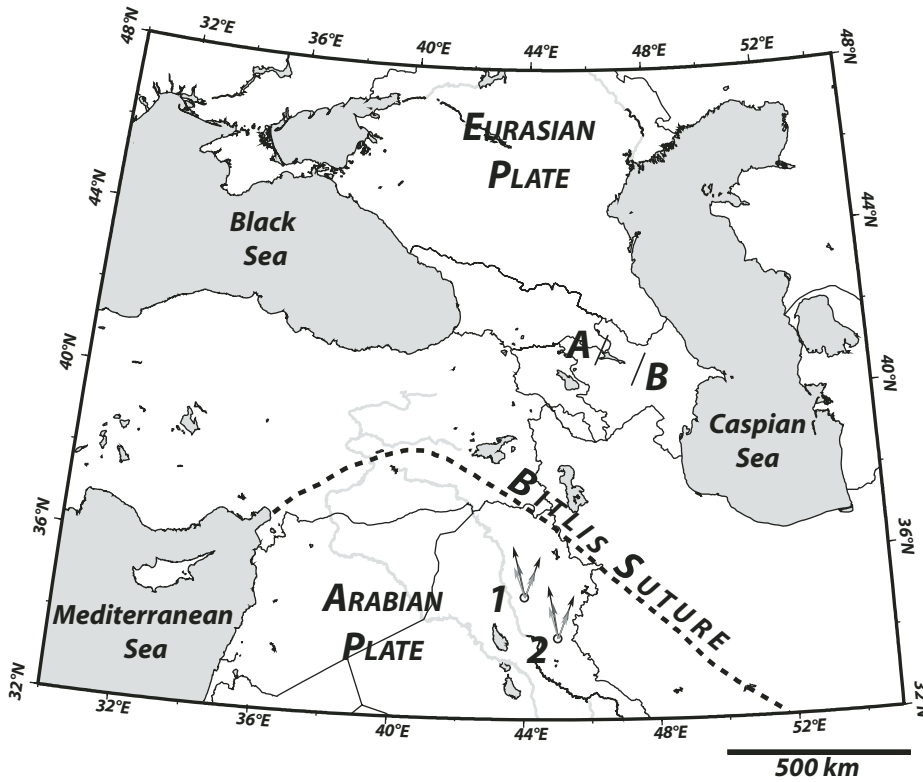 48°N
32°E
36°E
40°E
44°E
48°E
52°E
48°N
EURASIAN
PLATE
44°N
44°N
Black
Sea
A
B
40°N
40°N
Caspian
Sea
BITLIS SUTURE
36°N
36°N
1
ARABIAN
PLATE
2
Mediterranean
Sea
32°N
32°E
36°E
40°E
44°E
48°E
52°E
500 km